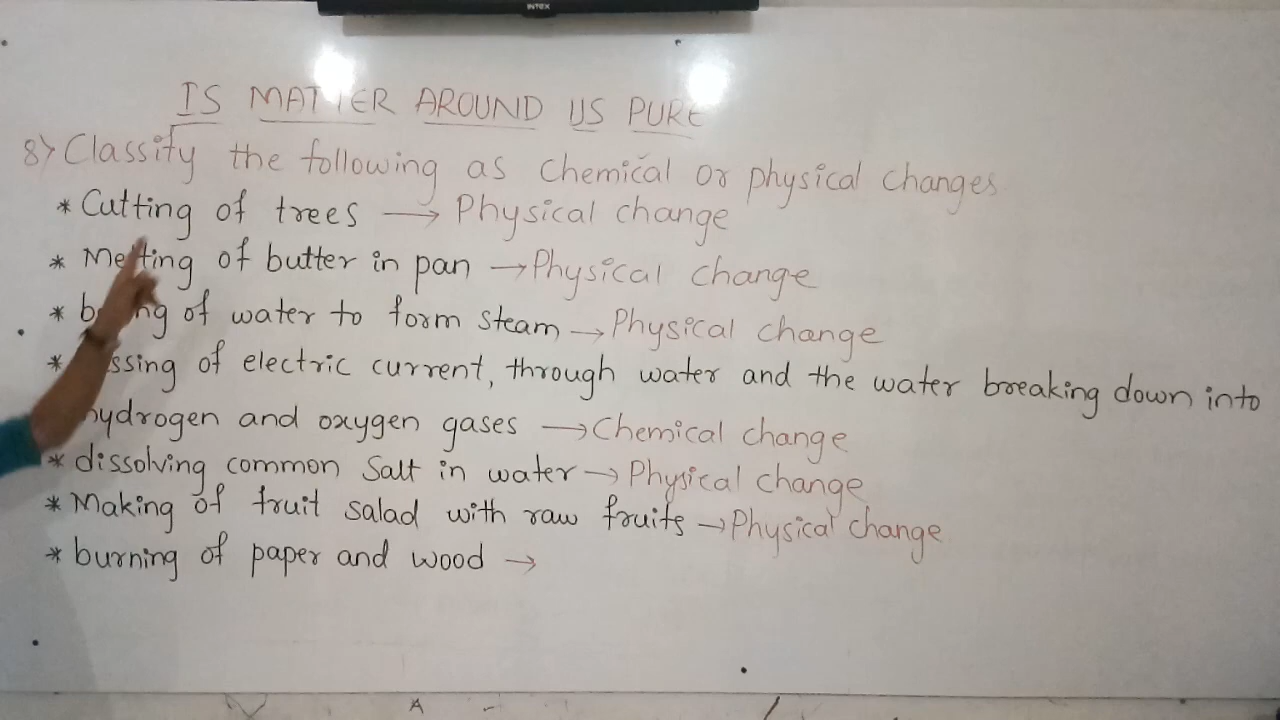 INTEX
IS MATTER AROUND US PURE
8) Classify the following as Chemical or physical changes
* Cutting of trees → Physical change
* Melting of butter in pan → Physical change
* of water to form steam → Physical change
* of electric current, through water and the water breaking down into
hydrogen and oxygen gases → Chemical change
* dissolving common Salt in water → Physical change
* Making of fruit salad with raw fruits → Physical change
* burning of paper and wood →